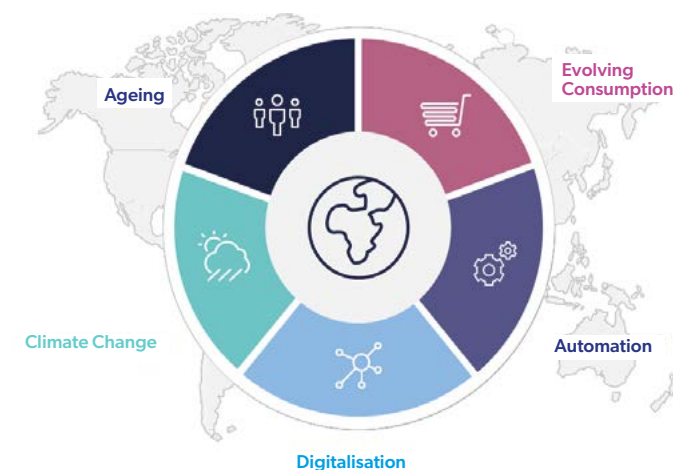 Ageing
Evolving
Consumption
Climate Change
Automation
Digitalisation